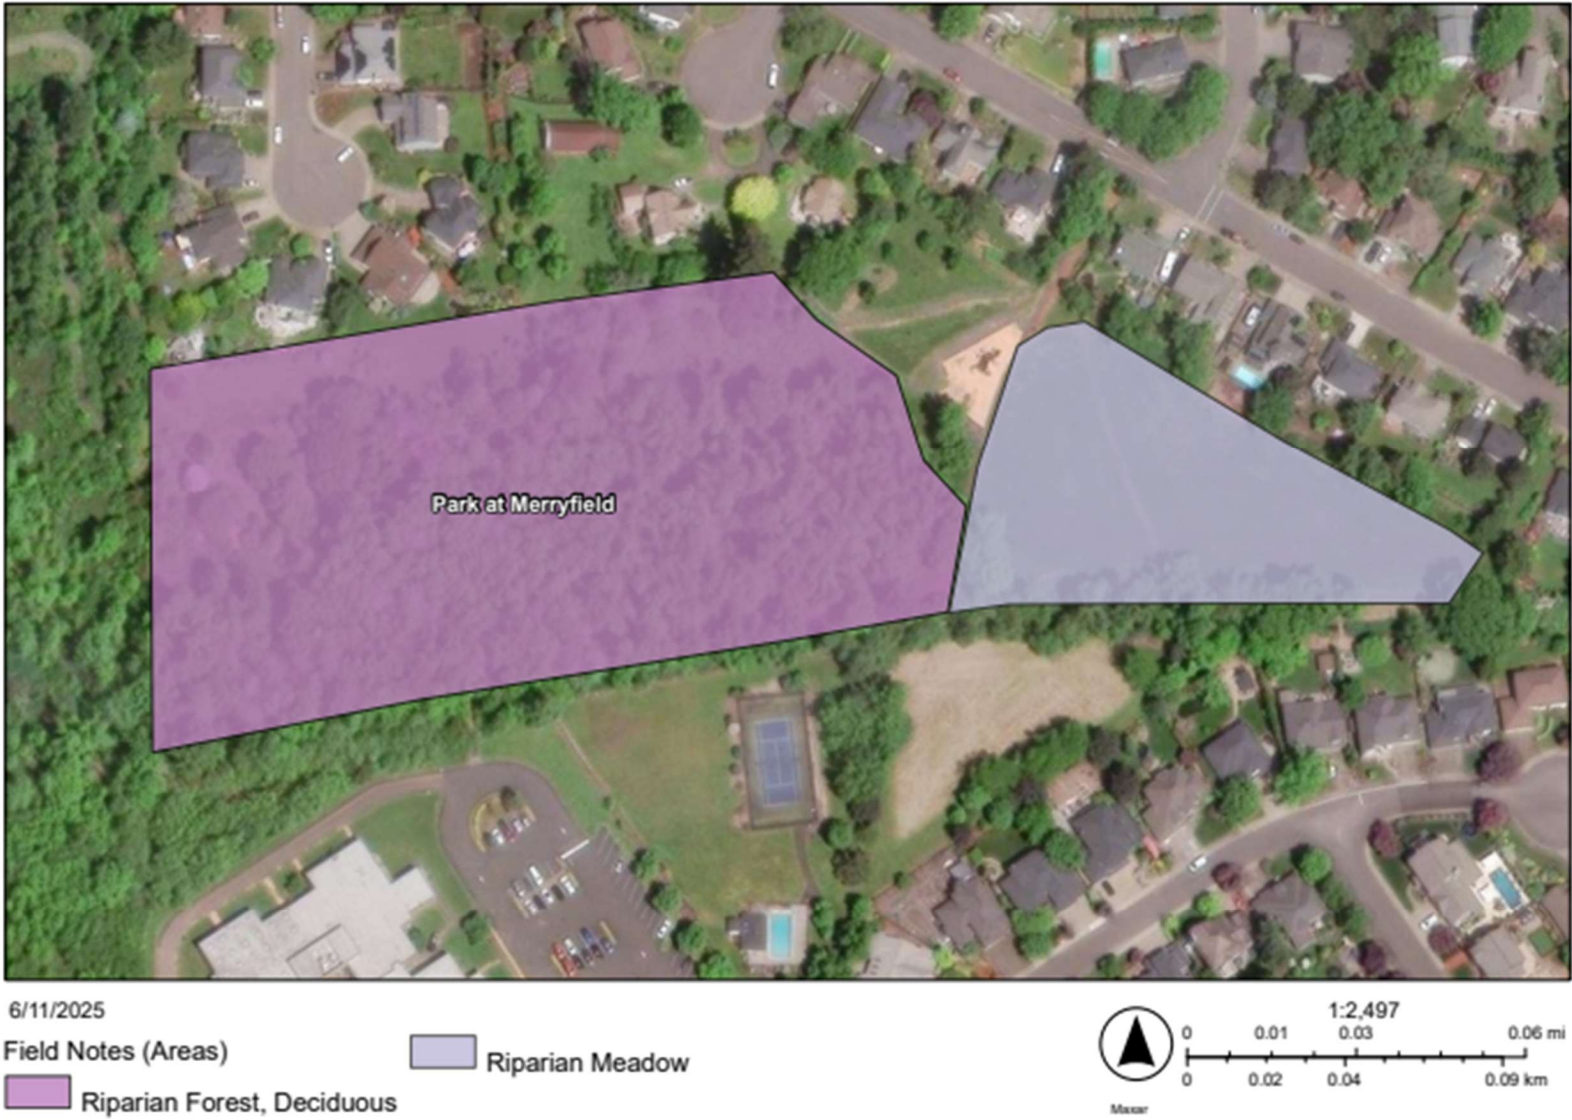 Park at Merryfield
6/11/2025
1:2,497
Field Notes (Areas)
0 0.01 0.03 0.06 mi
0 0.02 0.04 0.09 km
Riparian Meadow
Riparian Forest, Deciduous
Maxar